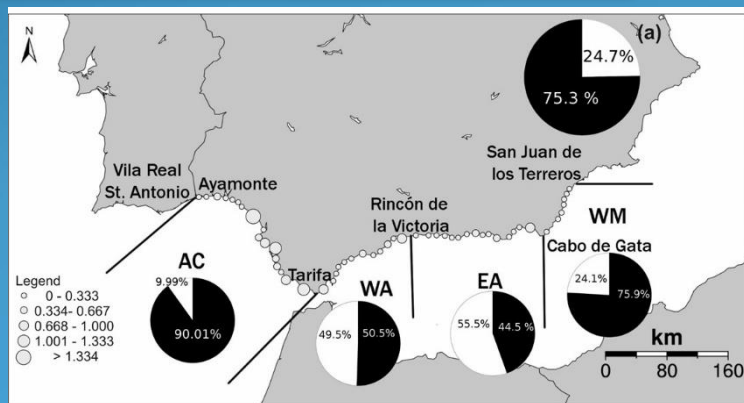 N
(a)
24.7%
75.3 %
San Juan de
los Terreros
Vila Real
St. Antonio
Ayamonte
Rincón de
la Victoria
WM
Cabo de Gata
AC
Tarifa
WA
EA
Legend
0 - 0.333
0.334- 0.667
0.668 - 1.000
1.001 - 1.333
> 1.334
9.99%
90.01%
49.5%
50.5%
55.5%
44.5 %
24.1%
75.9%
km
0
40
80
160